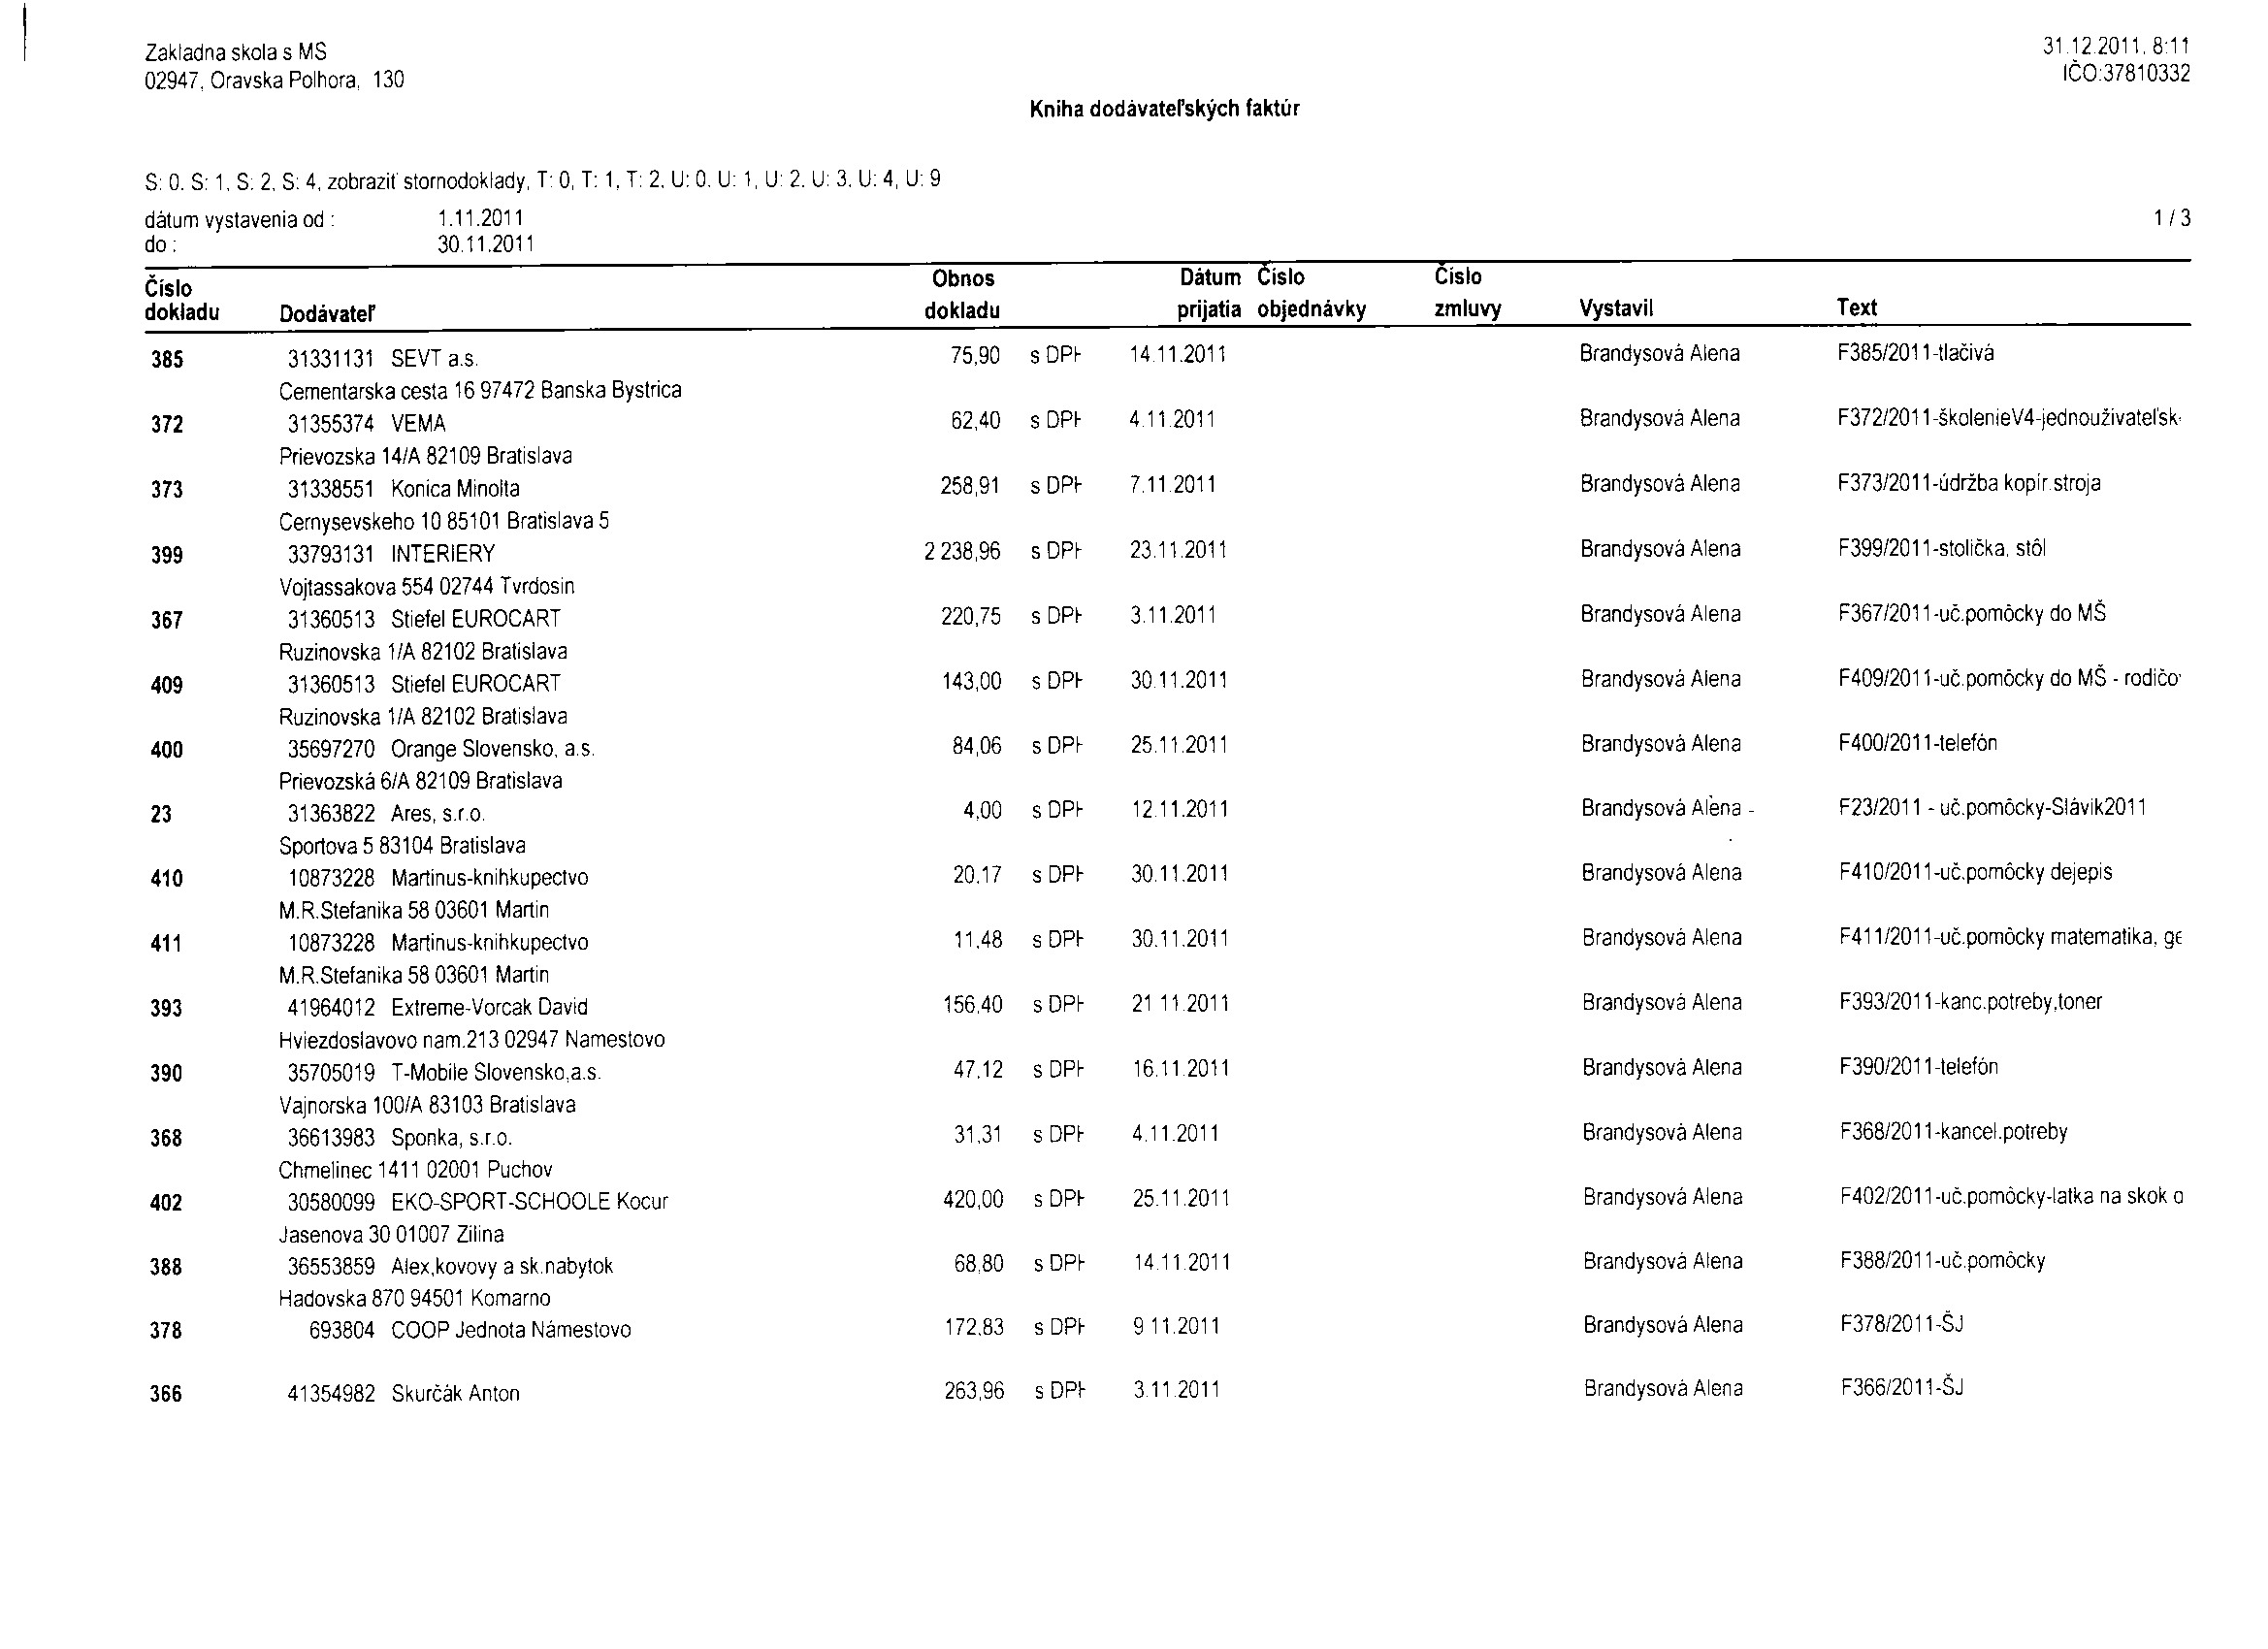 Zakladna skola s MS
31.12.2011, 8:11
02947, Oravska Polhora, 130
IČO:37810332
Kniha dodávateľských faktúr
S: 0, S: 1, S: 2, S: 4, zobraziť stornodoklady, T: 0, T: 1, T: 2, U: 0, U: 1, U: 2, U: 3, U: 4, U: 9
dátum vystavenia od : 1.11.2011 1 / 3
do : 30.11.2011
Číslo Obnos Dátum Číslo Číslo
dokladu Dodávateľ dokladu prijatia objednávky zmluvy Vystavil Text
385 31331131 SEVT a.s. 75,90 s DPH 14.11.2011 Brandysová Alena F385/2011-tlačivá
Cementarska cesta 16 97472 Banska Bystrica
372 31355374 VEMA 62,40 s DPH 4.11.2011 Brandysová Alena F372/2011-školenieV4-jednouživateľsk
Prievozska 14/A 82109 Bratislava
373 31338551 Konica Minolta 258,91 s DPH 7.11.2011 Brandysová Alena F373/2011-údržba kopír.stroja
Cernysevskeho 10 85101 Bratislava 5
399 33793131 INTERIERY 2 238,96 s DPH 23.11.2011 Brandysová Alena F399/2011-stolička, stôl
Vojtassakova 554 02744 Tvrdosin
367 31360513 Stiefel EUROCART 220,75 s DPH 3.11.2011 Brandysová Alena F367/2011-uč.pomôcky do MŠ
Ruzinovska 1/A 82102 Bratislava
409 31360513 Stiefel EUROCART 143,00 s DPH 30.11.2011 Brandysová Alena F409/2011-uč.pomôcky do MŠ - rodičo
Ruzinovska 1/A 82102 Bratislava
400 35697270 Orange Slovensko, a.s. 84,06 s DPH 25.11.2011 Brandysová Alena F400/2011-telefón
Prievozská 6/A 82109 Bratislava
23 31363822 Ares, s.r.o. 4,00 s DPH 12.11.2011 Brandysová Alena - F23/2011 - uč.pomôcky-Slávik2011
Sportova 5 83104 Bratislava
410 10873228 Martinus-knihkupectvo 20,17 s DPH 30.11.2011 Brandysová Alena F410/2011-uč.pomôcky dejepis
M.R.Stefanika 58 03601 Martin
411 10873228 Martinus-knihkupectvo 11,48 s DPH 30.11.2011 Brandysová Alena F411/2011-uč.pomôcky matematika, ge
M.R.Stefanika 58 03601 Martin
393 41964012 Extreme-Vorcak David 156,40 s DPH 21.11.2011 Brandysová Alena F393/2011-kanc.potreby,toner
Hviezdoslavovo nam.213 02947 Namestovo
390 35705019 T-Mobile Slovensko,a.s. 47,12 s DPH 16.11.2011 Brandysová Alena F390/2011-telefón
Vajnorska 100/A 83103 Bratislava
368 36613983 Sponka, s.r.o. 31,31 s DPH 4.11.2011 Brandysová Alena F368/2011-kancel.potreby
Chmelinec 1411 02001 Puchov
402 30580099 EKO-SPORT-SCHOOLE Kocur 420,00 s DPH 25.11.2011 Brandysová Alena F402/2011-uč.pomôcky-latka na skok o
Jasenova 30 01007 Zilina
388 36553859 Alex,kovovy a sk.nabytok 68,80 s DPH 14.11.2011 Brandysová Alena F388/2011-uč.pomôcky
Hadovska 870 94501 Komarno
378 693804 COOP Jednota Námestovo 172,83 s DPH 9.11.2011 Brandysová Alena F378/2011-ŠJ
366 41354982 Skurčák Anton 263,96 s DPH 3.11.2011 Brandysová Alena F366/2011-ŠJ